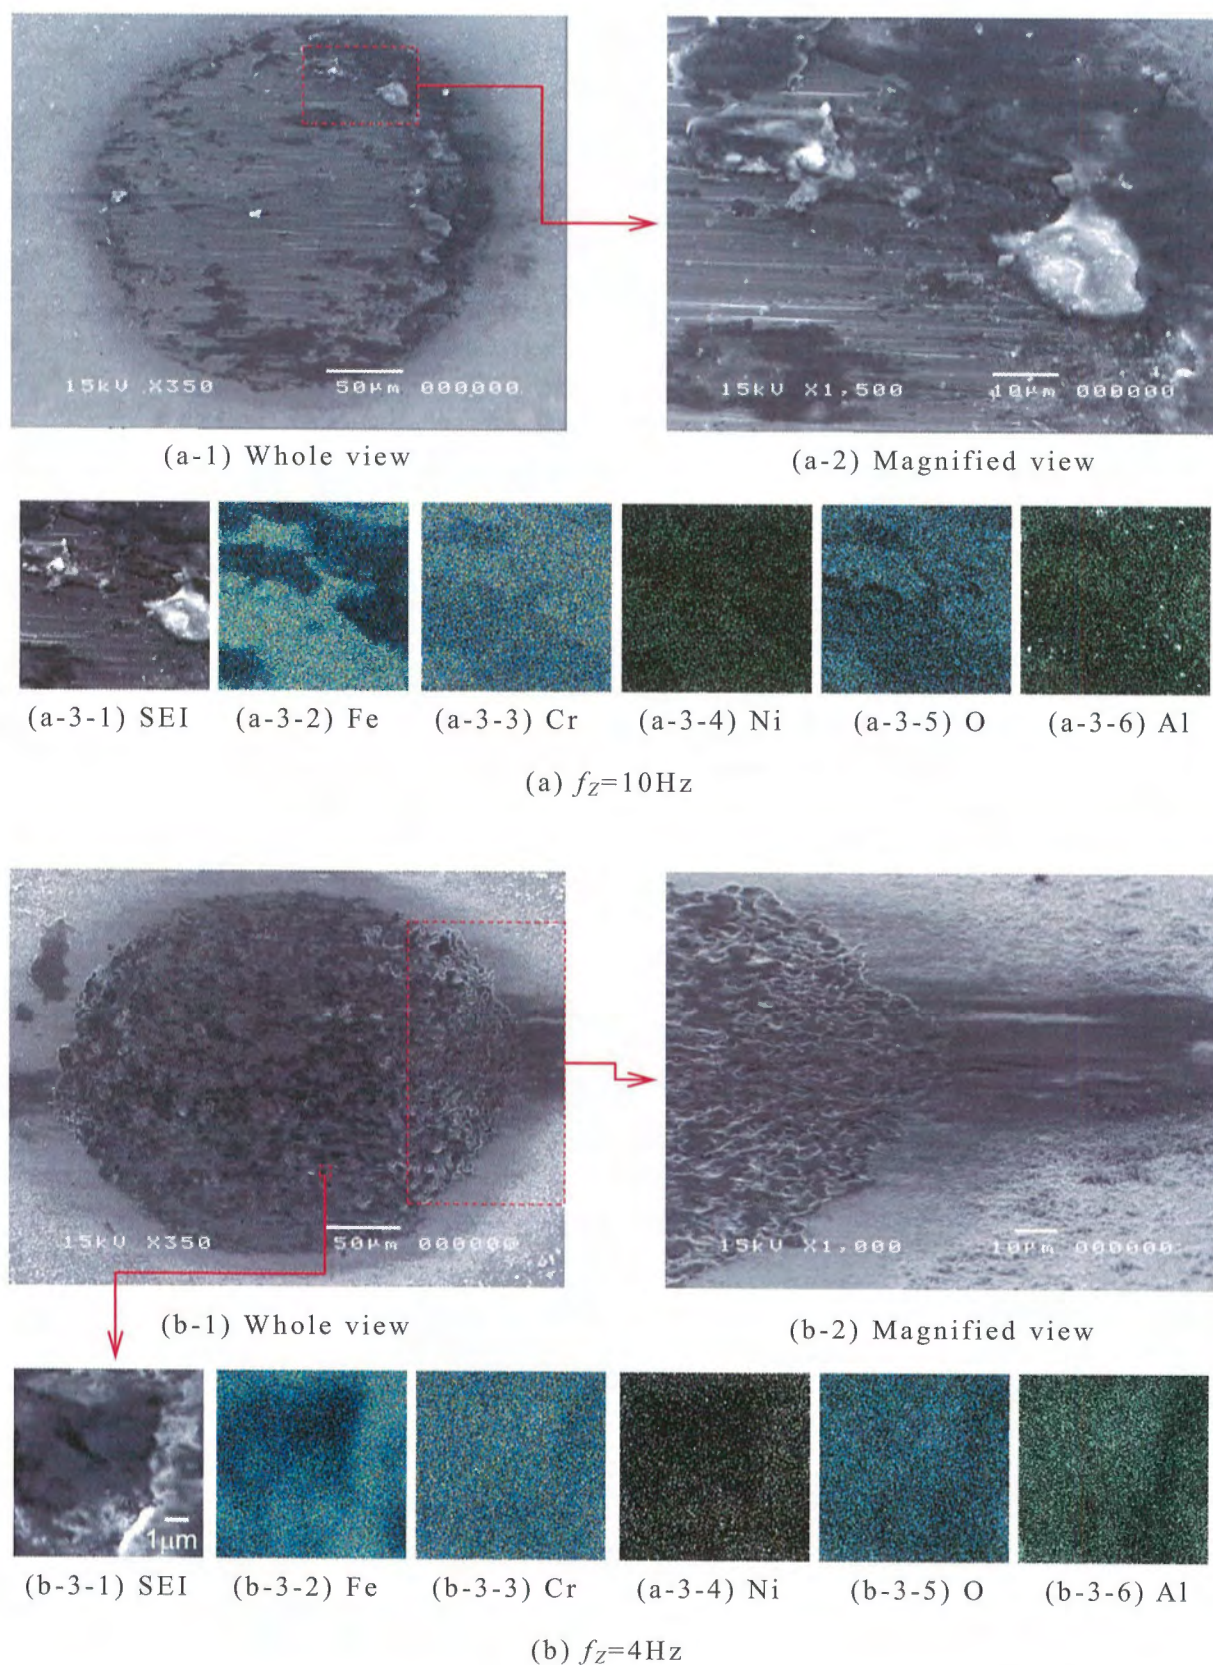 15kV X350 50μm 000000
15kV X1,500 10μm 000000
(a-1) Whole view
(a-2) Magnified view
(a-3-1) SEI
(a-3-2) Fe
(a-3-3) Cr
(a-3-4) Ni
(a-3-5) O
(a-3-6) Al
(a) fZ=10Hz
15kV X350 50μm 000000
15kV X1,000 10μm 000000
(b-1) Whole view
(b-2) Magnified view
1μm
(b-3-1) SEI
(b-3-2) Fe
(b-3-3) Cr
(a-3-4) Ni
(b-3-5) O
(b-3-6) Al
(b) fZ=4Hz